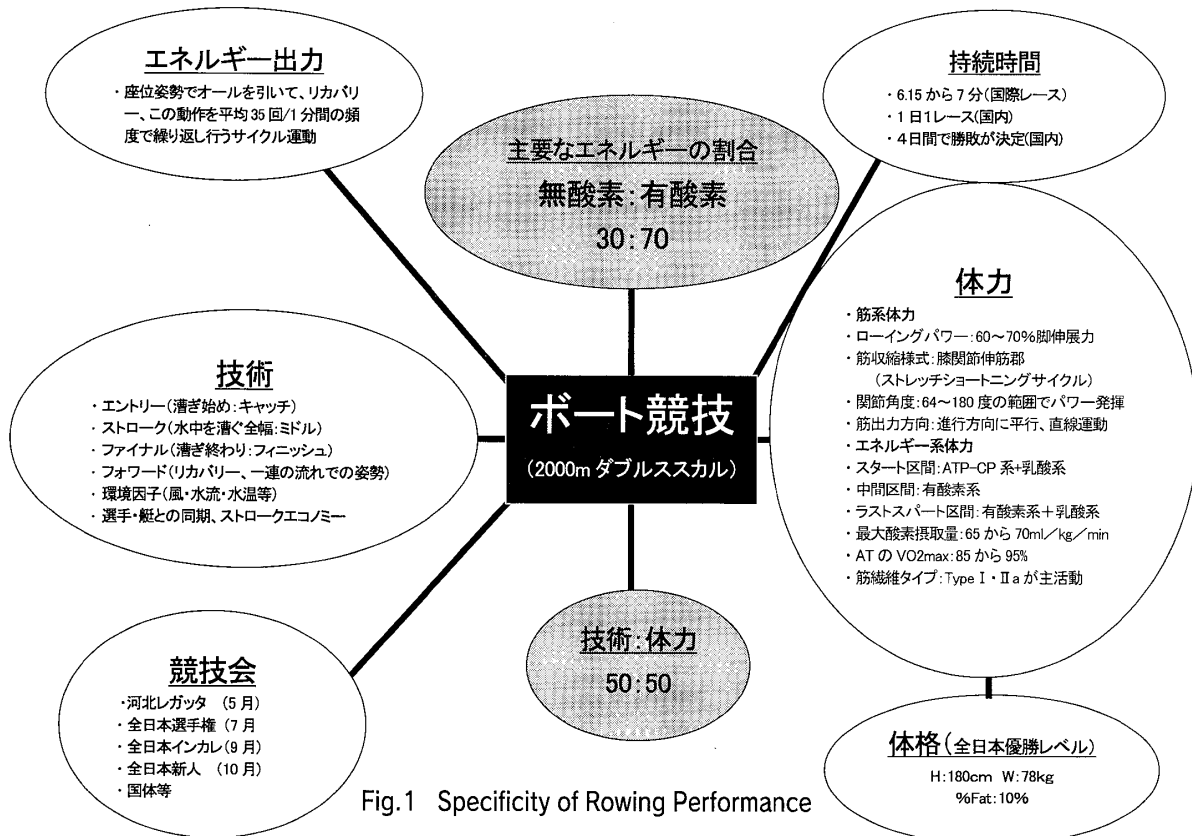 エネルギー出力
・座位姿勢でオールを引いて、リカバリ
ー、この動作を平均35回/1分間の頻
度で繰り返し行うサイクル運動
主要なエネルギーの割合
無酸素:有酸素
30:70
持続時間
・6.15から7分(国際レース)
・1日1レース(国内)
・4日間で勝敗が決定(国内)
技術
・エントリー(漕ぎ始め:キャッチ)
・ストローク(水中を漕ぐ全幅:ミドル)
・ファイナル(漕ぎ終わり:フィニッシュ)
・フォワード(リカバリー、一連の流れでの姿勢)
・環境因子(風・水流・水温等)
・選手・艇との同期、ストロークエコノミー
ボート競技
(2000m ダブルススカル)
体力
・筋系体力
・ローイングパワー:60～70%脚伸展力
・筋収縮様式:膝関節伸筋郡
(ストレッチショートニングサイクル)
・関節角度:64～180度の範囲でパワー発揮
・筋出力方向:進行方向に平行、直線運動
・エネルギー系体力
・スタート区間:ATP-CP系+乳酸系
・中間区間:有酸素系
・ラストスパート区間:有酸素系+乳酸系
・最大酸素摂取量:65から70ml/kg/min
・ATのVO2max:85から95%
・筋繊維タイプ:TypeⅠ・Ⅱaが主活動
競技会
・河北レガッタ (5月)
・全日本選手権 (7月
・全日本インカレ (9月)
・全日本新人 (10月)
・国体等
技術:体力
50:50
体格(全日本優勝レベル)
H:180cm W:78kg
%Fat:10%
Fig.1 Specificity of Rowing Performance